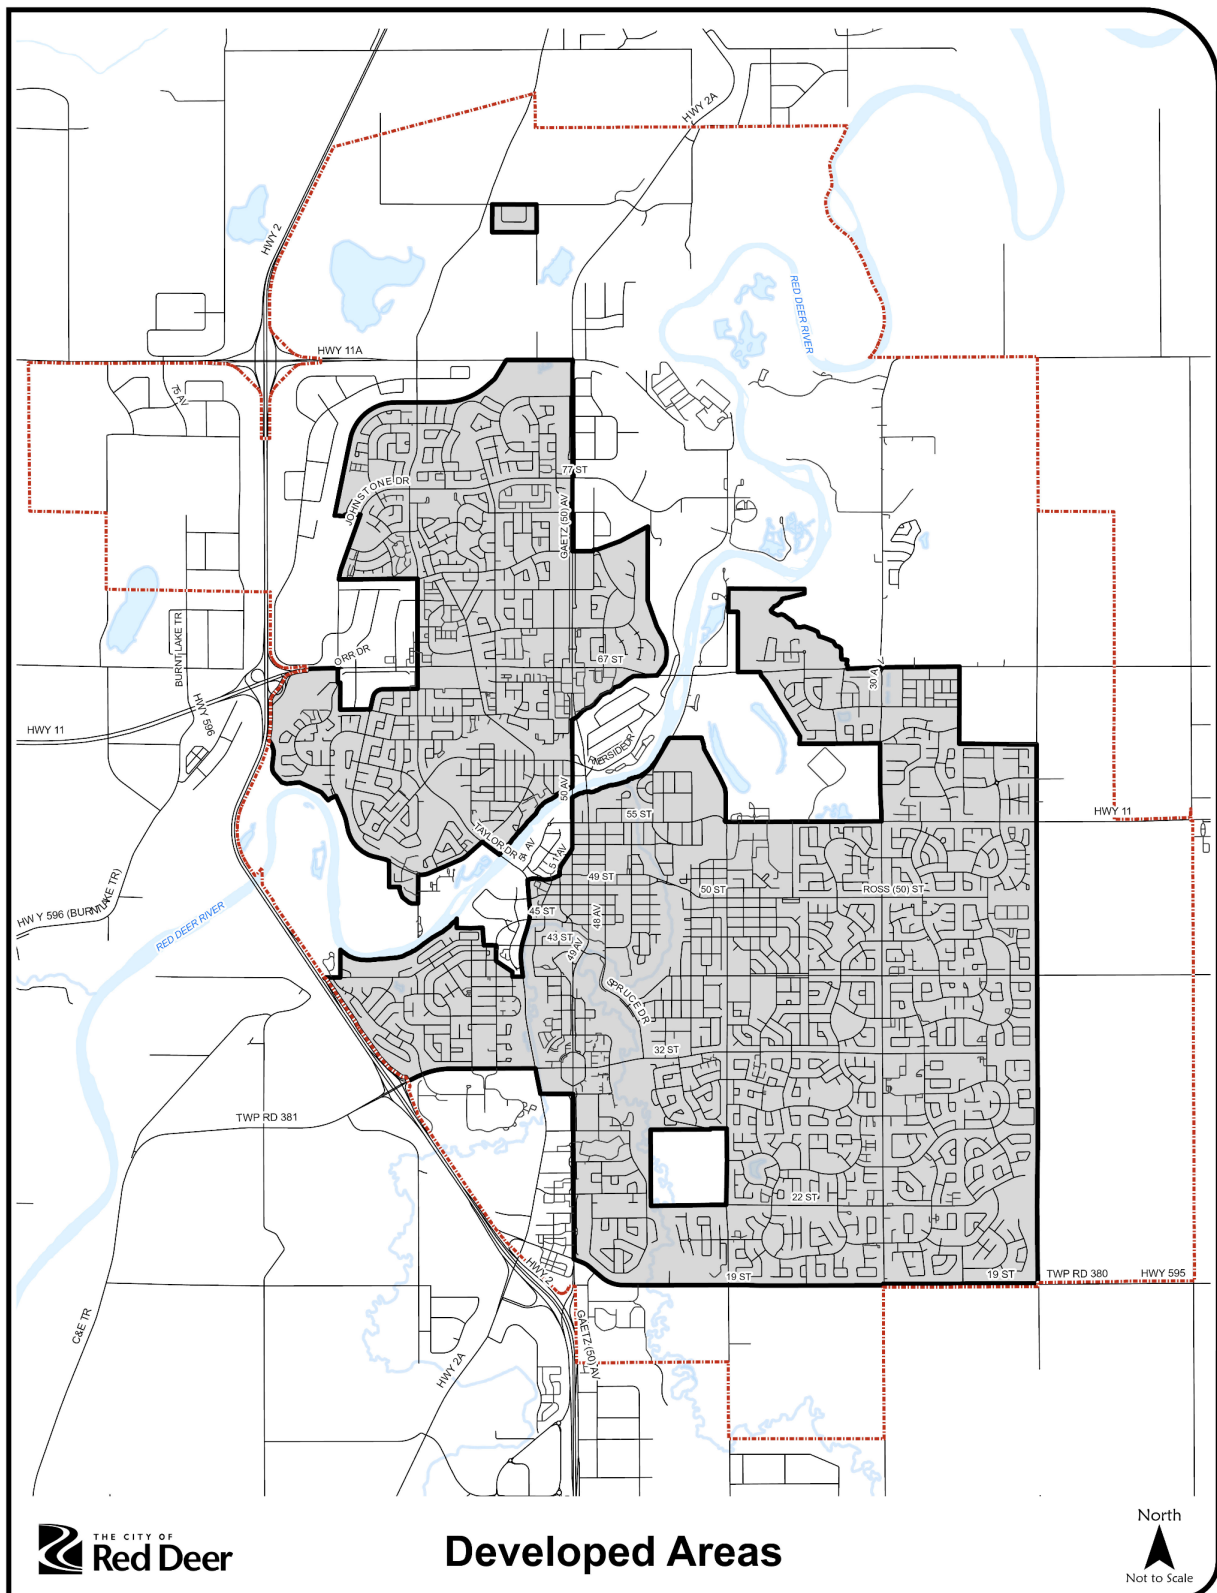 HWY 2A
HWY 2
RED DEER RIVER
HWY 11A
75 AV
77 ST
JOHNSTONE DR
GAETZ (50) AV
BURNT LAKE TR
ORR DR
67 ST
30 AV
HWY 596
HWY 11
RIVERSIDE DR
50 AV
55 ST
HWY 11
TAYLOR DR
51 AV
49 ST
50 ST
ROSS (50) ST
HWY 596 (BURNT LAKE TR)
45 ST
48 AV
RED DEER RIVER
43 ST
49 AV
SPRUCE DR
32 ST
TWP RD 381
22 ST
19 ST
19 ST
TWP RD 380
HWY 595
HWY 2
C&E TR
GAETZ (50) AV
HWY 2A
THE CITY OF
Red Deer
Developed Areas
North
Not to Scale